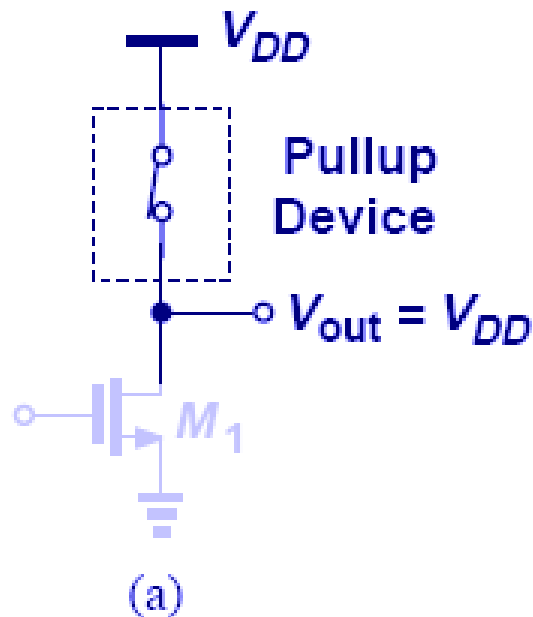 VDD
Pullup
Device
Vout = VDD
M1
(a)